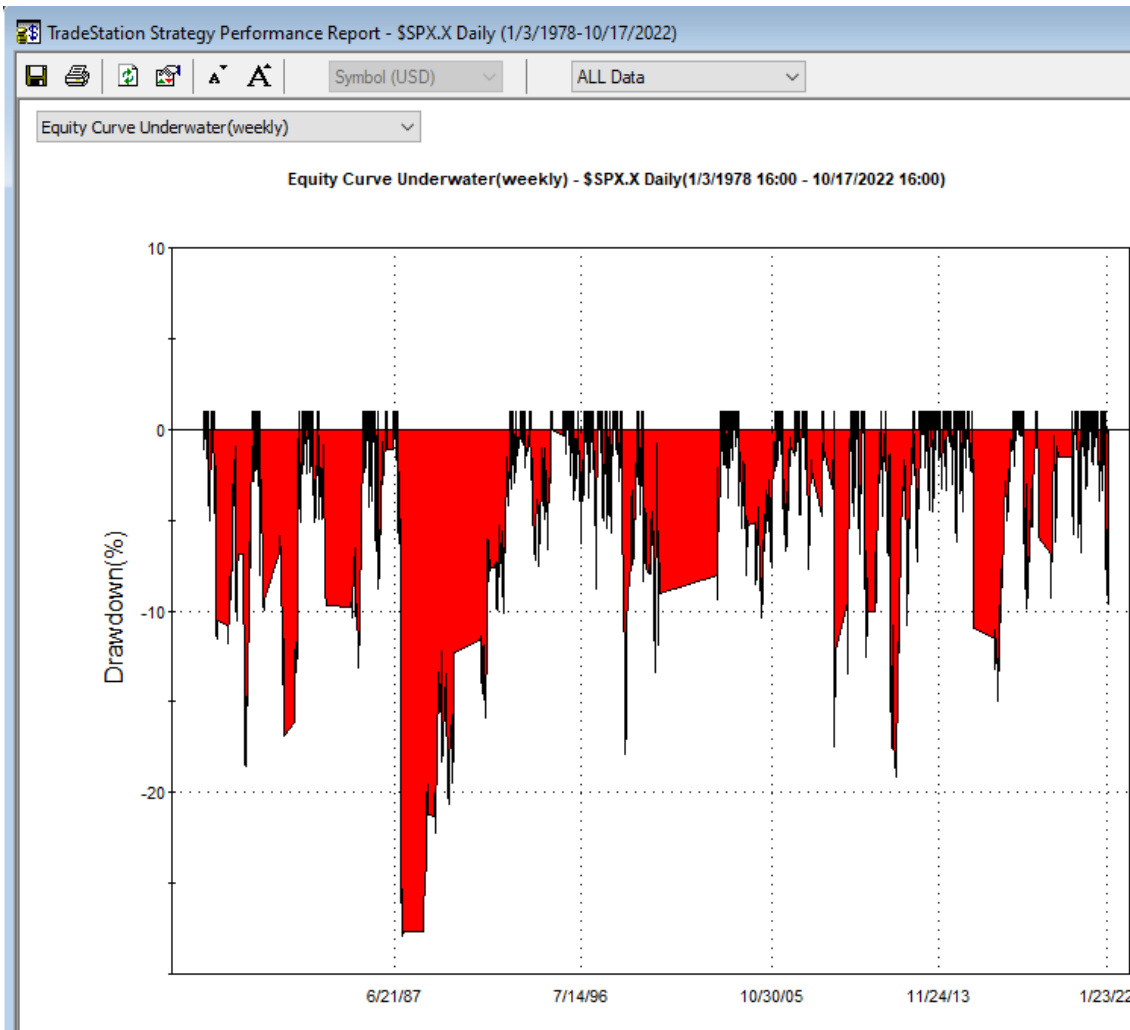 TradeStation Strategy Performance Report - $SPX.X Daily (1/3/1978-10/17/2022)
A A Symbol (USD) ALL Data
Equity Curve Underwater(weekly)
Equity Curve Underwater(weekly) - $SPX.X Daily(1/3/1978 16:00 - 10/17/2022 16:00)
10
0
-10
-20
Drawdown(%)
6/21/87 7/14/96 10/30/05 11/24/13 1/23/22